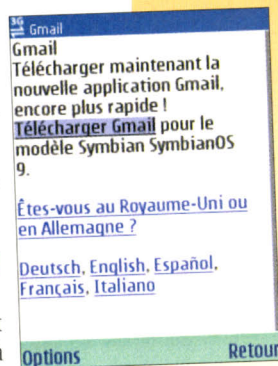 3G
Gmail
Gmail
Télécharger maintenant la
nouvelle application Gmail,
encore plus rapide !
Télécharger Gmail pour le
modèle Symbian SymbianOS
9.
Êtes-vous au Royaume-Uni ou
en Allemagne ?
Deutsch, English, Español,
Français, Italiano
Options Retour